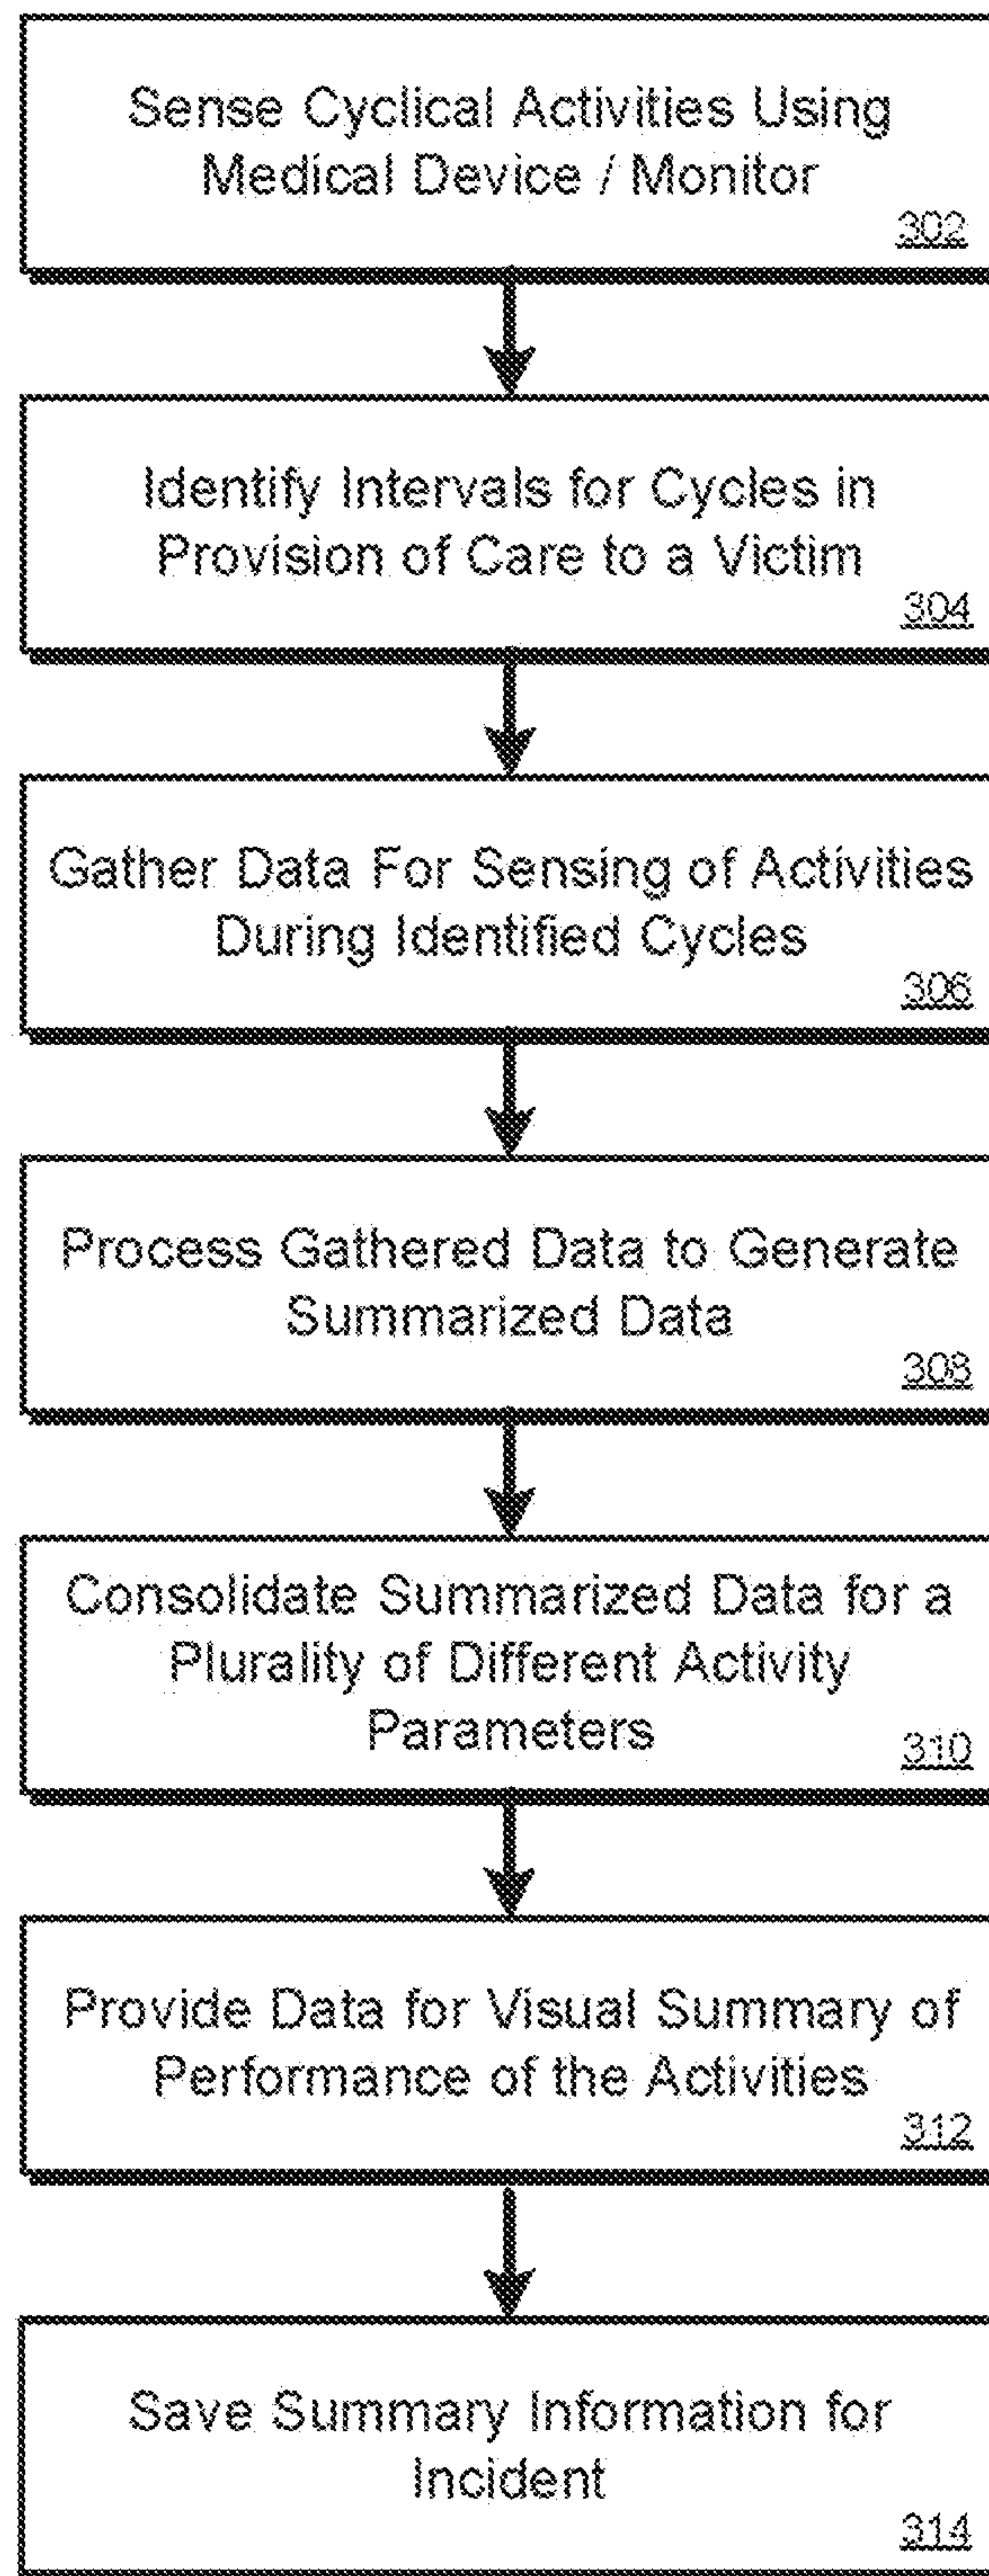 Sense Cyclical Activities Using
Medical Device / Monitor
302
Identify Intervals for Cycles in
Provision of Care to a Victim
304
Gather Data For Sensing of Activities
During Identified Cycles
306
Process Gathered Data to Generate
Summarized Data
308
Consolidate Summarized Data for a
Plurality of Different Activity
Parameters
310
Provide Data for Visual Summary of
Performance of the Activities
312
Save Summary Information for
Incident
314